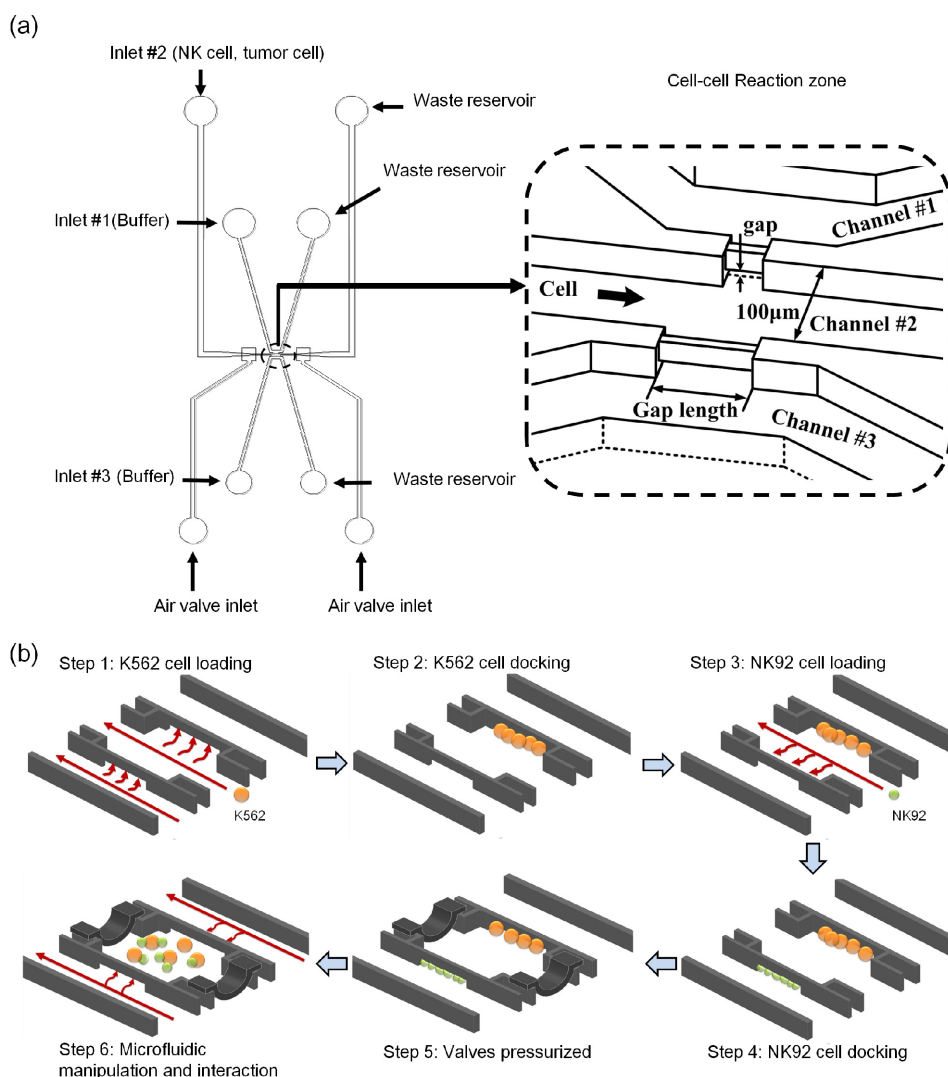 (a)
Inlet #2 (NK cell, tumor cell)
Waste reservoir
Waste reservoir
Inlet #1(Buffer)
Inlet #3 (Buffer)
Waste reservoir
Air valve inlet
Air valve inlet
Cell-cell Reaction zone
Channel #1
gap
Cell
100μm
Channel #2
Gap length
Channel #3
(b)
Step 1: K562 cell loading
K562
Step 2: K562 cell docking
Step 3: NK92 cell loading
NK92
Step 4: NK92 cell docking
Step 5: Valves pressurized
Step 6: Microfluidic
manipulation and interaction